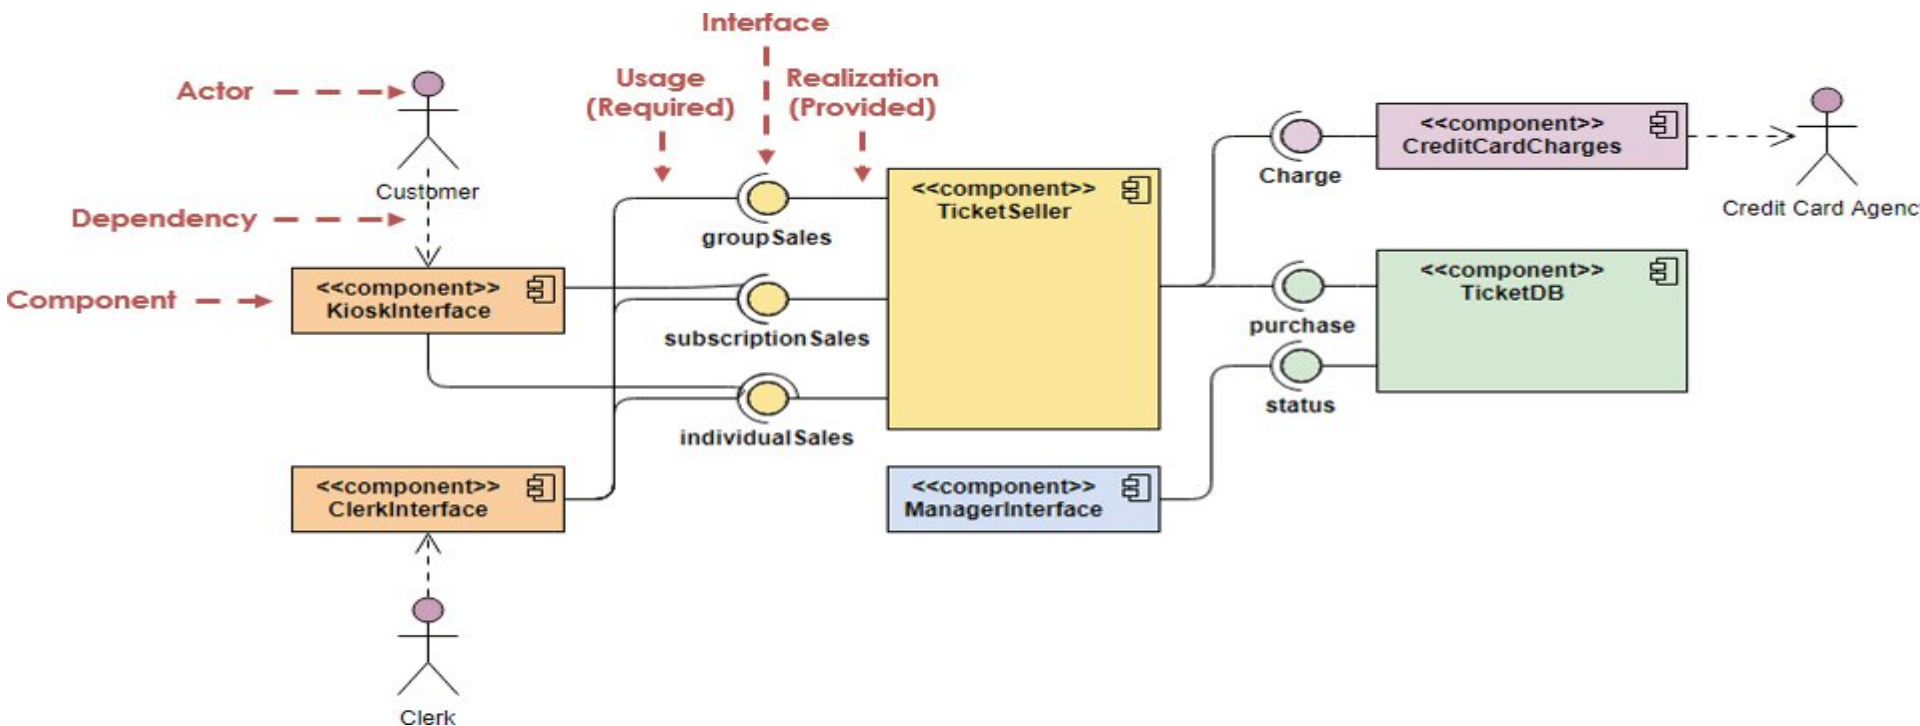 Interface
Actor
Usage
(Required)
Realization
(Provided)
Customer
Dependency
Component
<<component>>
KioskInterface
<<component>>
ClerkInterface
Clerk
groupSales
subscriptionSales
individualSales
<<component>>
TicketSeller
<<component>>
ManagerInterface
Charge
purchase
status
<<component>>
CreditCardCharges
<<component>>
TicketDB
Credit Card Agenc